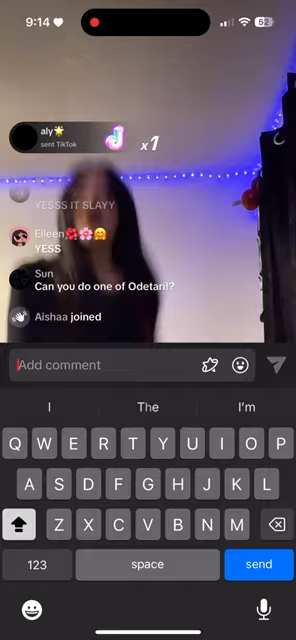 9:14
52
aly🌟
sent TikTok
x1
YESSS IT SLAYY
Eileen🌺🌸🤗
YESS
Sun
Can you do one of Odetari!?
Aishaa joined
Add comment
I The I'm
Q W E R T Y U I O P
A S D F G H J K L
Z X C V B N M
123 space send